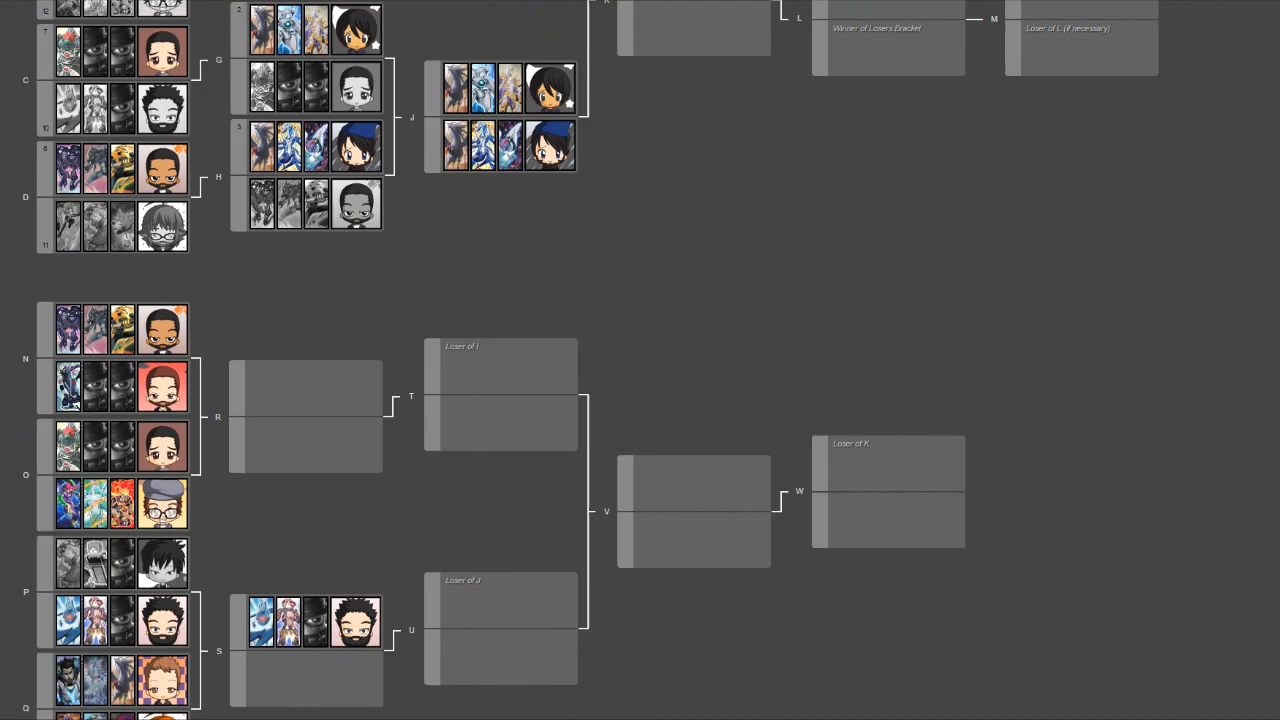 12
7
C
10
6
D
11
2
G
3
H
J
K
L
Winner of Losers Bracket
M
Loser of L (if necessary)
N
O
R
Loser of I
T
V
Loser of K
W
P
Q
S
Loser of J
U